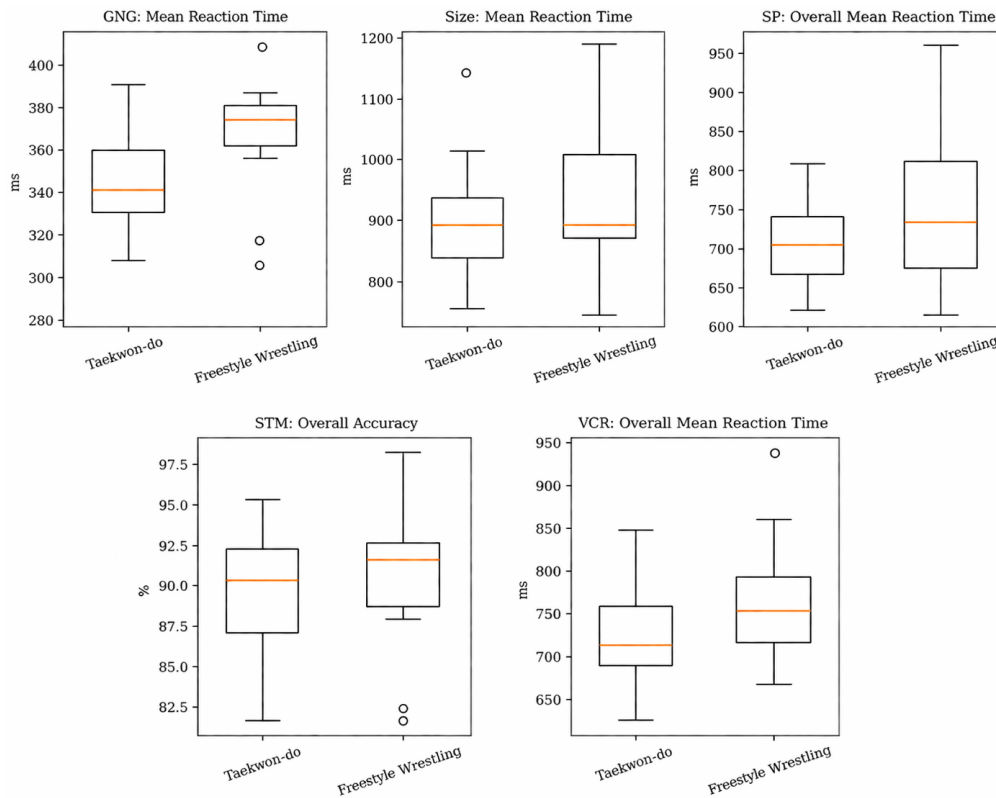 GNG: Mean Reaction Time
ms
400
380
360
340
320
300
280
Taekwon-do
Freestyle Wrestling
Size: Mean Reaction Time
ms
1200
1100
1000
900
800
Taekwon-do
Freestyle Wrestling
SP: Overall Mean Reaction Time
ms
950
900
850
800
750
700
650
600
Taekwon-do
Freestyle Wrestling
STM: Overall Accuracy
%
97.5
95.0
92.5
90.0
87.5
85.0
82.5
Taekwon-do
Freestyle Wrestling
VCR: Overall Mean Reaction Time
ms
950
900
850
800
750
700
650
Taekwon-do
Freestyle Wrestling